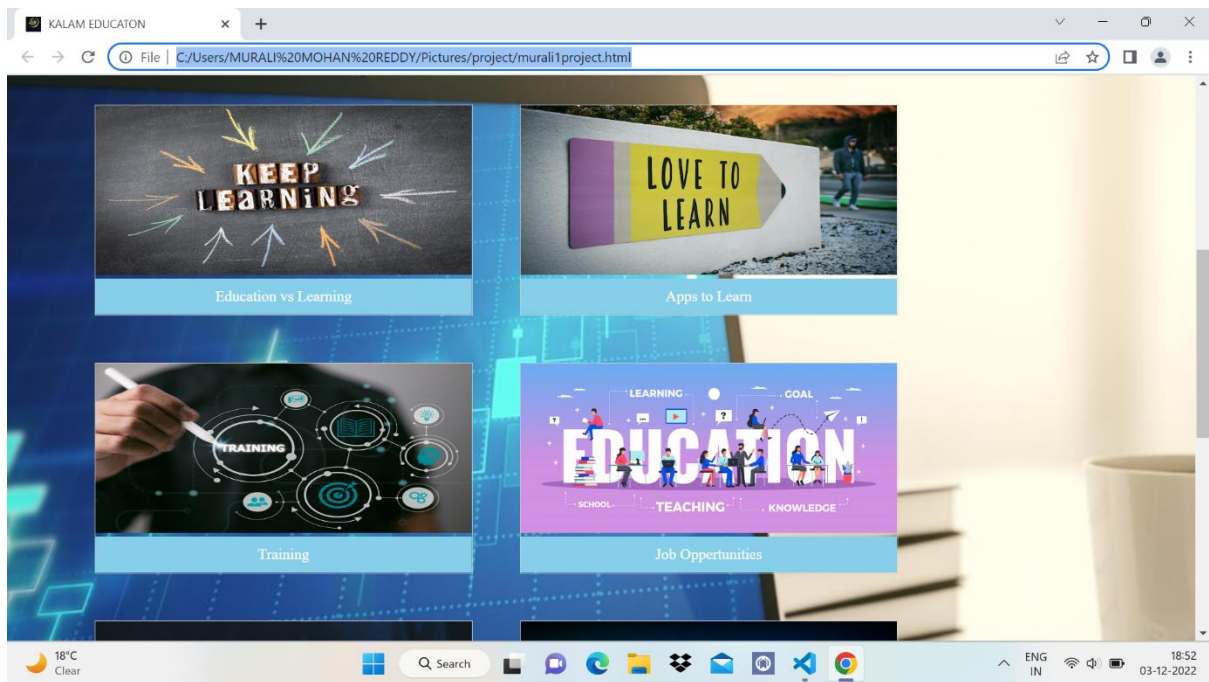 KALAM EDUCATON
File
C:/Users/MURALI%20MOHAN%20REDDY/Pictures/project/murali1project.html
KEEP
LEARNING
LOVE TO
LEARN
Education vs Learning
Apps to Learn
TRAINING
LEARNING
GOAL
EDUCATION
SCHOOL
TEACHING
KNOWLEDGE
Training
Job Oppertunities
18°C
Clear
Search
ENG
IN
18:52
03-12-2022